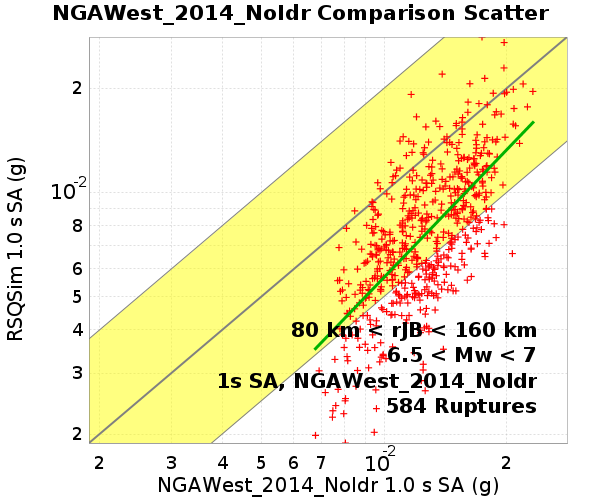 NGAWest_2014_NoIdr Comparison Scatter
2
10-2
8
6
5
4
3
2
RSQSim 1.0 s SA (g)
80 km < rJB < 160 km
6.5 < Mw < 7
1s SA, NGAWest_2014_NoIdr
584 Ruptures
2 3 4 5 6 7 10-2 2
NGAWest_2014_NoIdr 1.0 s SA (g)